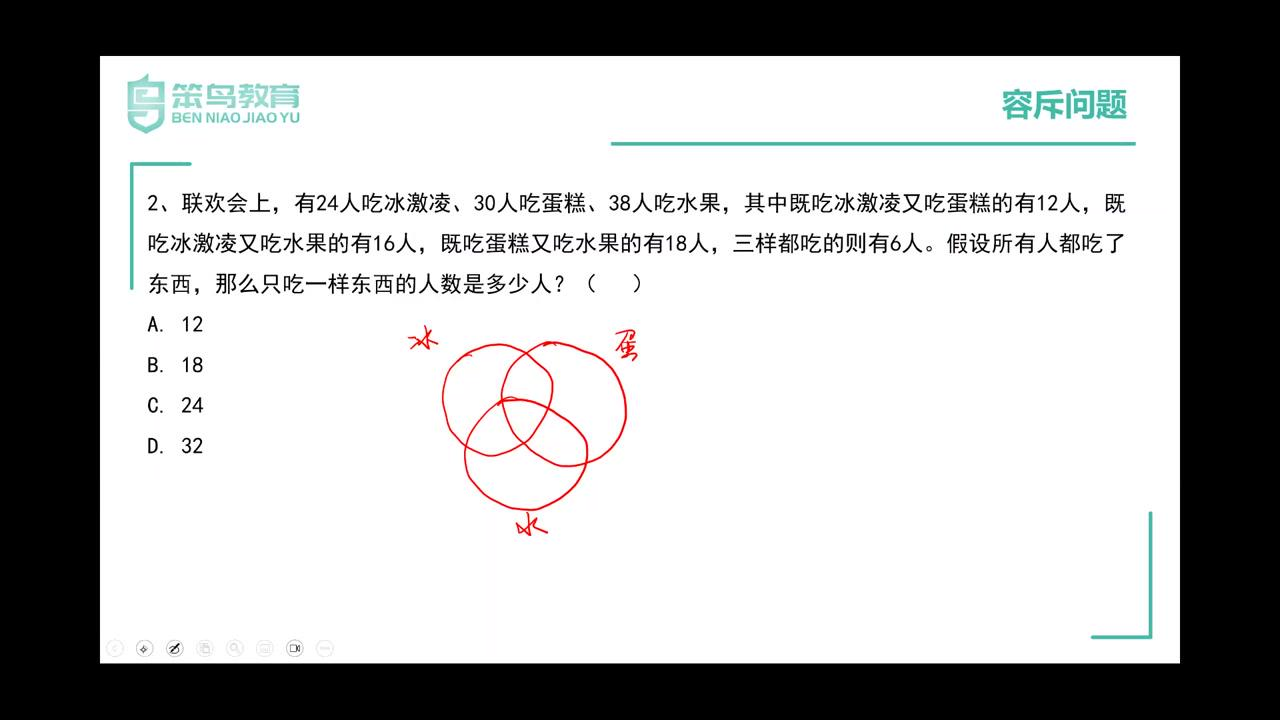 笨鸟教育
BEN NIAO JIAO YU
容斥问题
2、联欢会上，有24人吃冰激凌、30人吃蛋糕、38人吃水果，其中既吃冰激凌又吃蛋糕的有12人，既
吃冰激凌又吃水果的有16人，既吃蛋糕又吃水果的有18人，三样都吃的则有6人。假设所有人都吃了
东西，那么只吃一样东西的人数是多少人？（ ）
A. 12
B. 18
C. 24
D. 32
冰
蛋
水